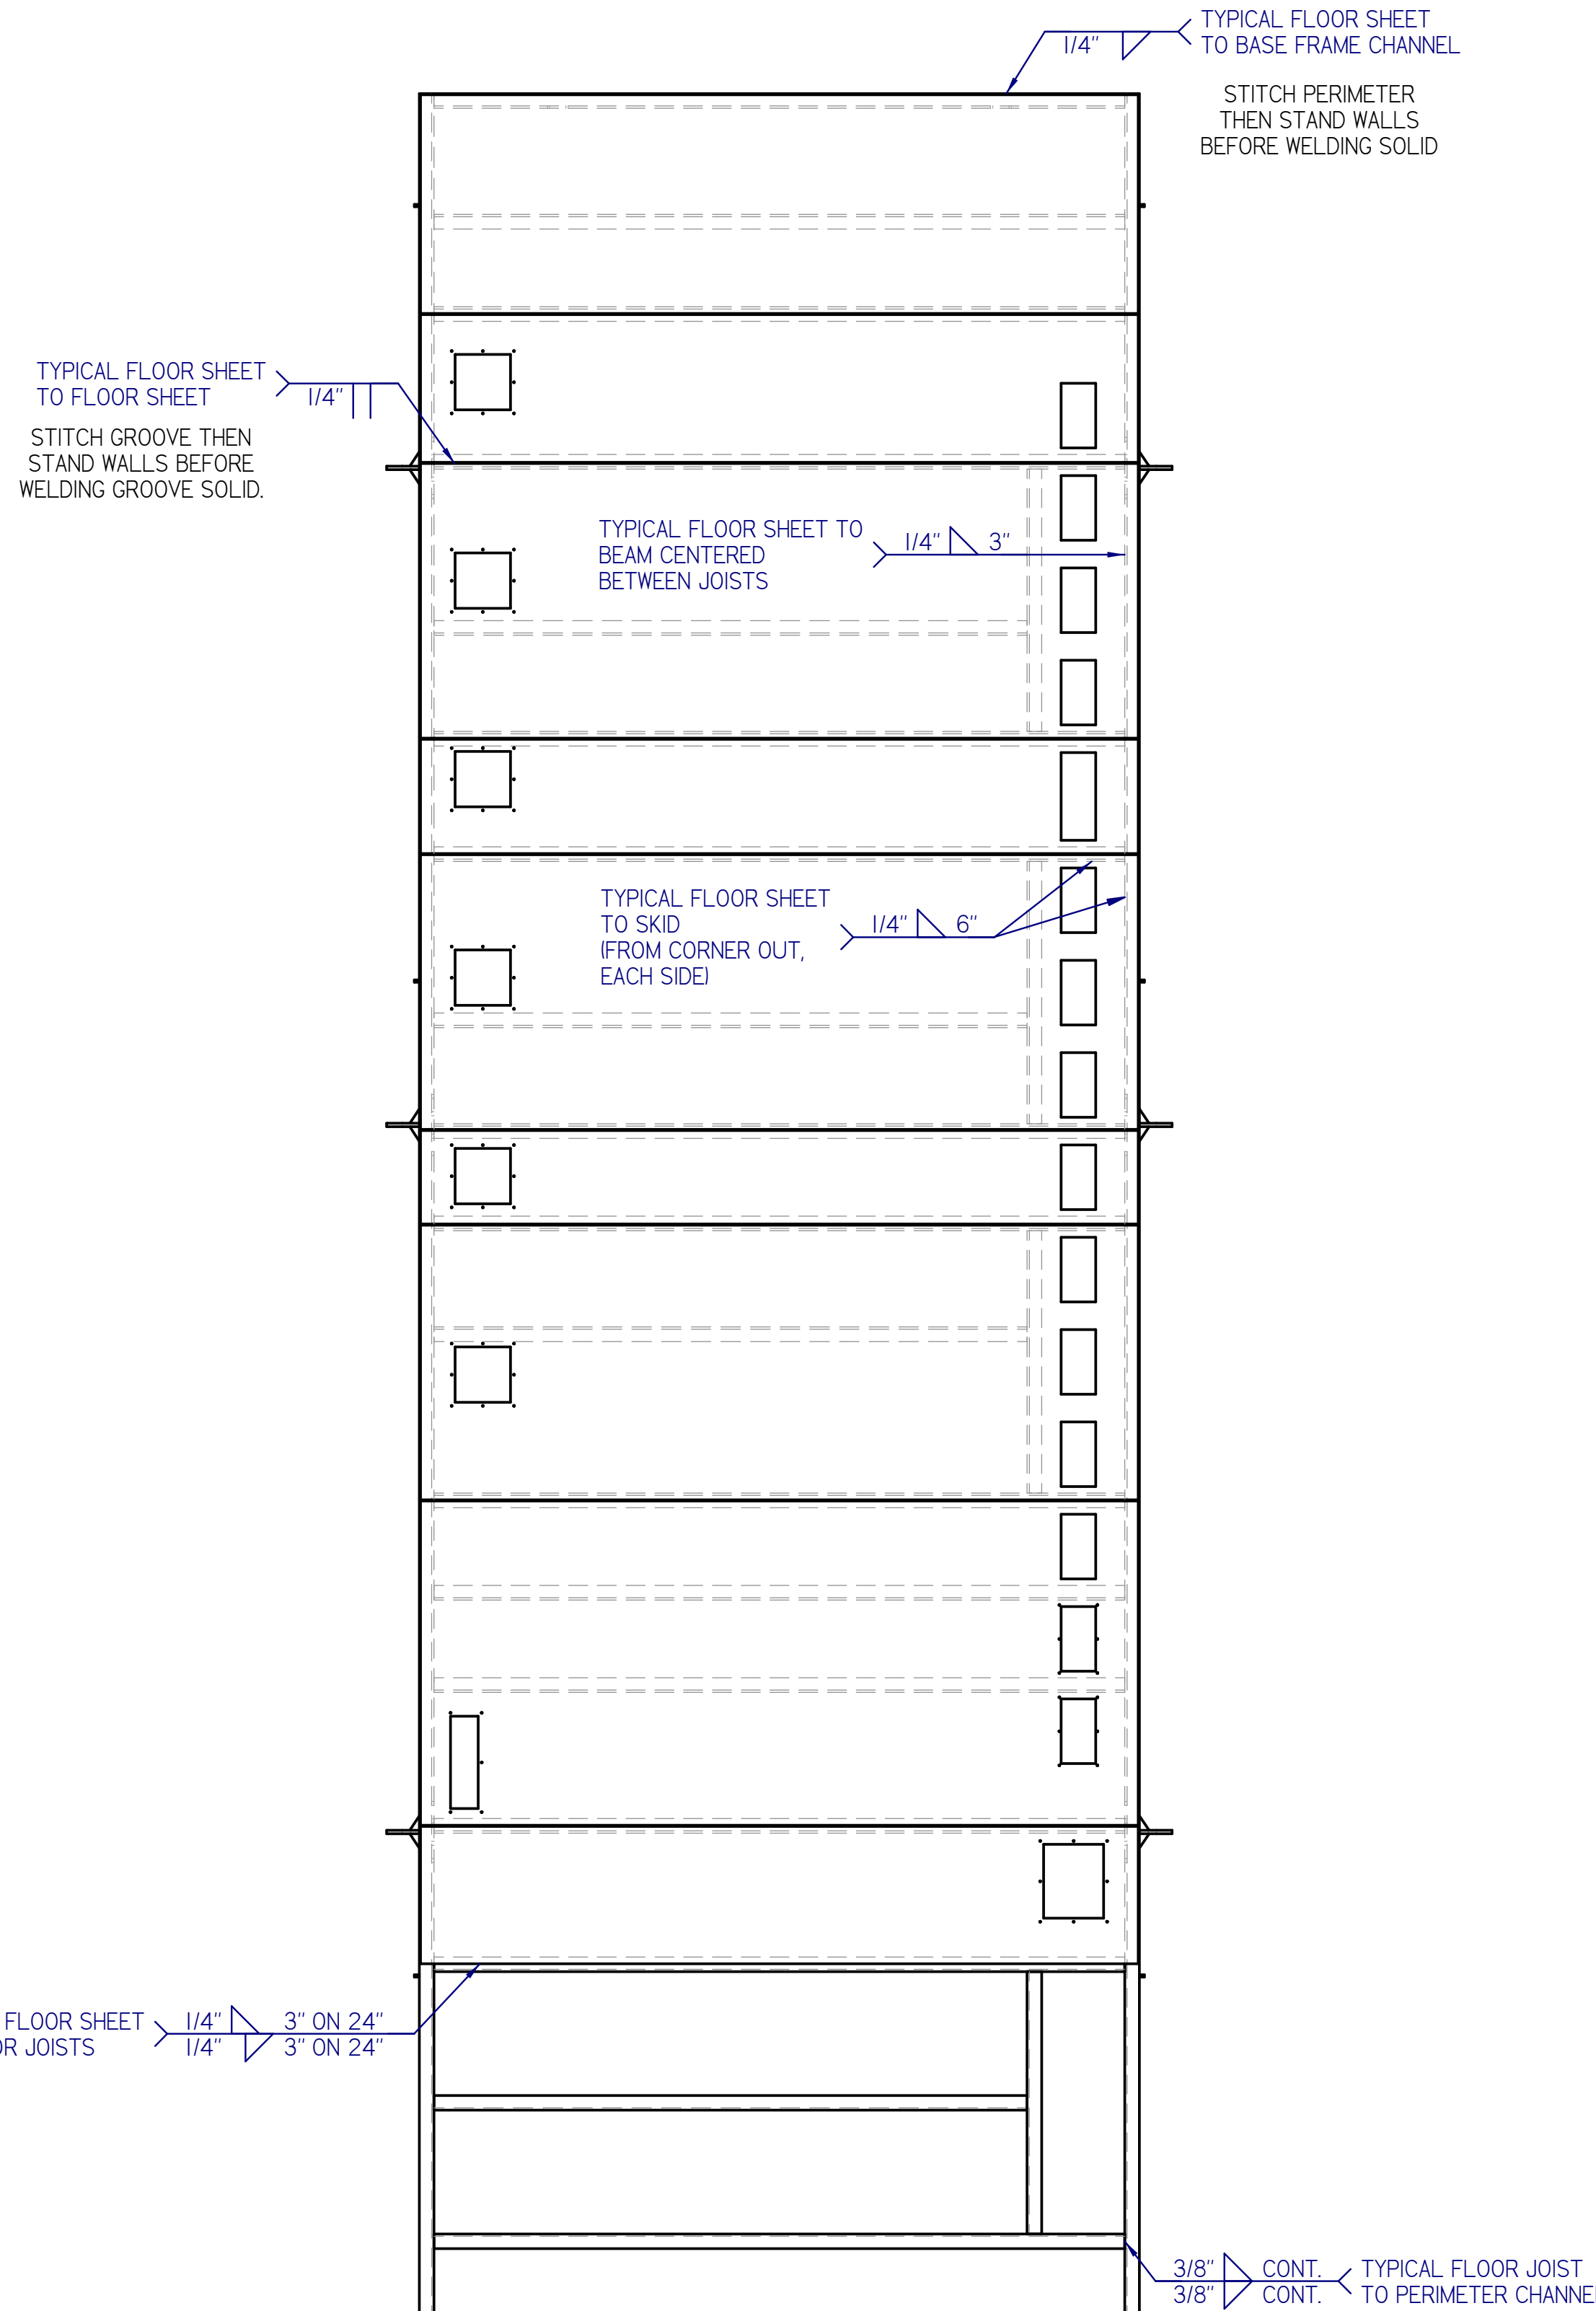 TYPICAL FLOOR SHEET
TO BASE FRAME CHANNEL
1/4"
STITCH PERIMETER
THEN STAND WALLS
BEFORE WELDING SOLID
TYPICAL FLOOR SHEET
TO FLOOR SHEET
1/4"
STITCH GROOVE THEN
STAND WALLS BEFORE
WELDING GROOVE SOLID.
TYPICAL FLOOR SHEET TO
BEAM CENTERED
BETWEEN JOISTS
1/4" 3"
TYPICAL FLOOR SHEET
TO SKID
(FROM CORNER OUT,
EACH SIDE)
1/4" 6"
FLOOR SHEET
JOISTS
1/4" 3" ON 24"
1/4" 3" ON 24"
3/8" CONT.
3/8" CONT.
TYPICAL FLOOR JOIST
TO PERIMETER